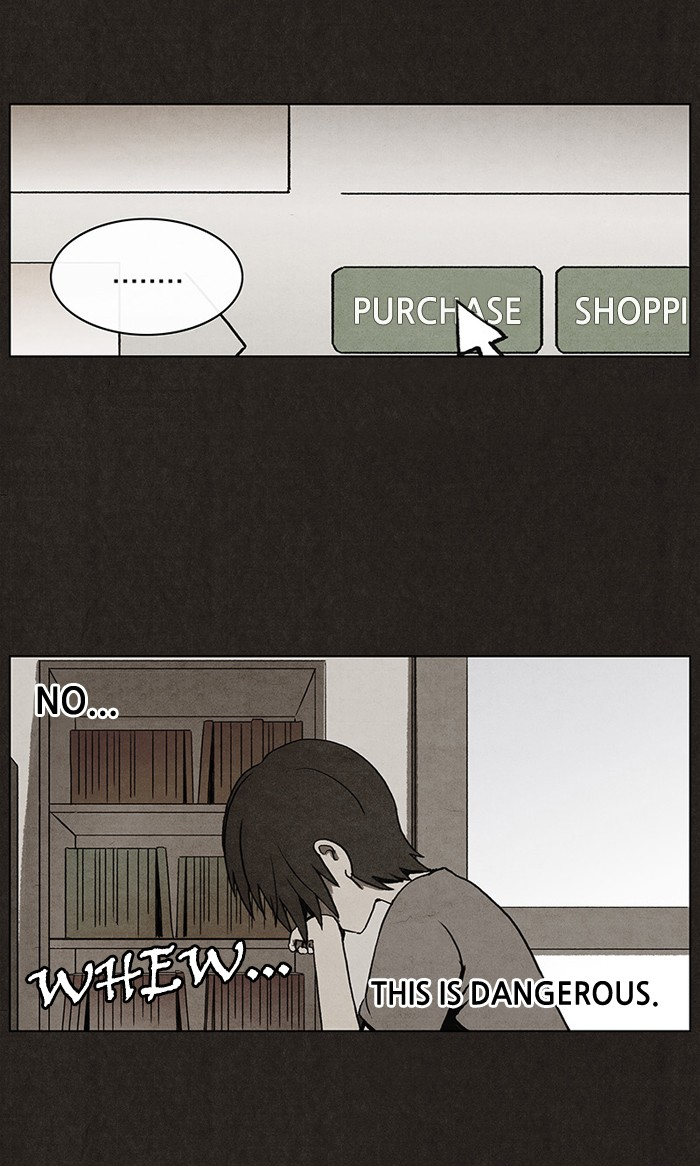 ........
PURCHASE
SHOPPI
NO...
WHEW...
THIS IS DANGEROUS.